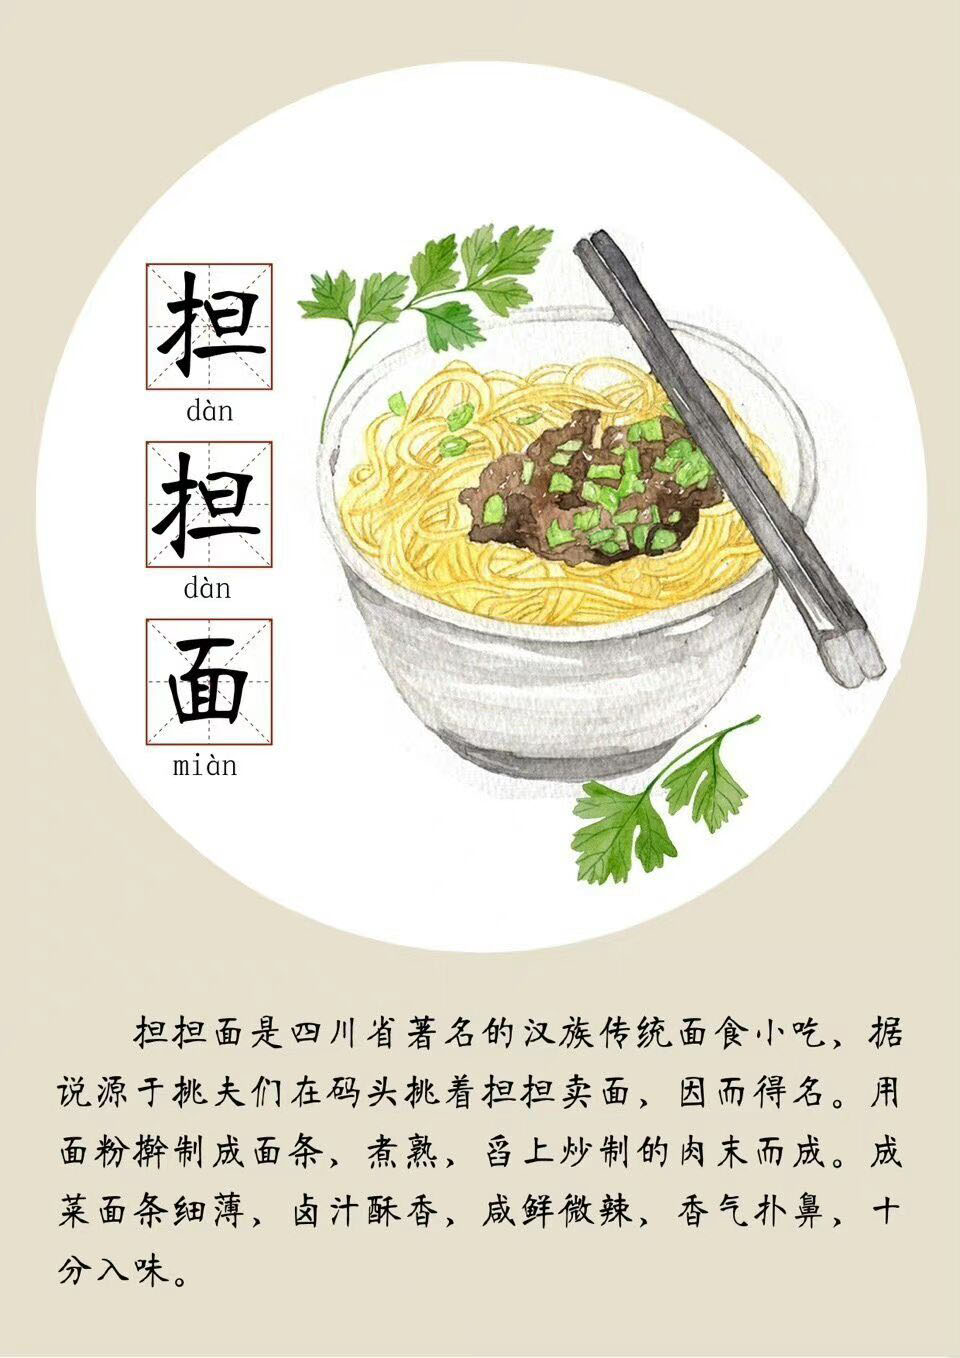 担
dàn
担
dàn
面
miàn
担担面是四川省著名的汉族传统面食小吃，据
说源于挑夫们在码头挑着担担卖面，因而得名。用
面粉擀制成面条，煮熟，舀上炒制的肉末而成。成
菜面条细薄，卤汁酥香，咸鲜微辣，香气扑鼻，十
分入味。